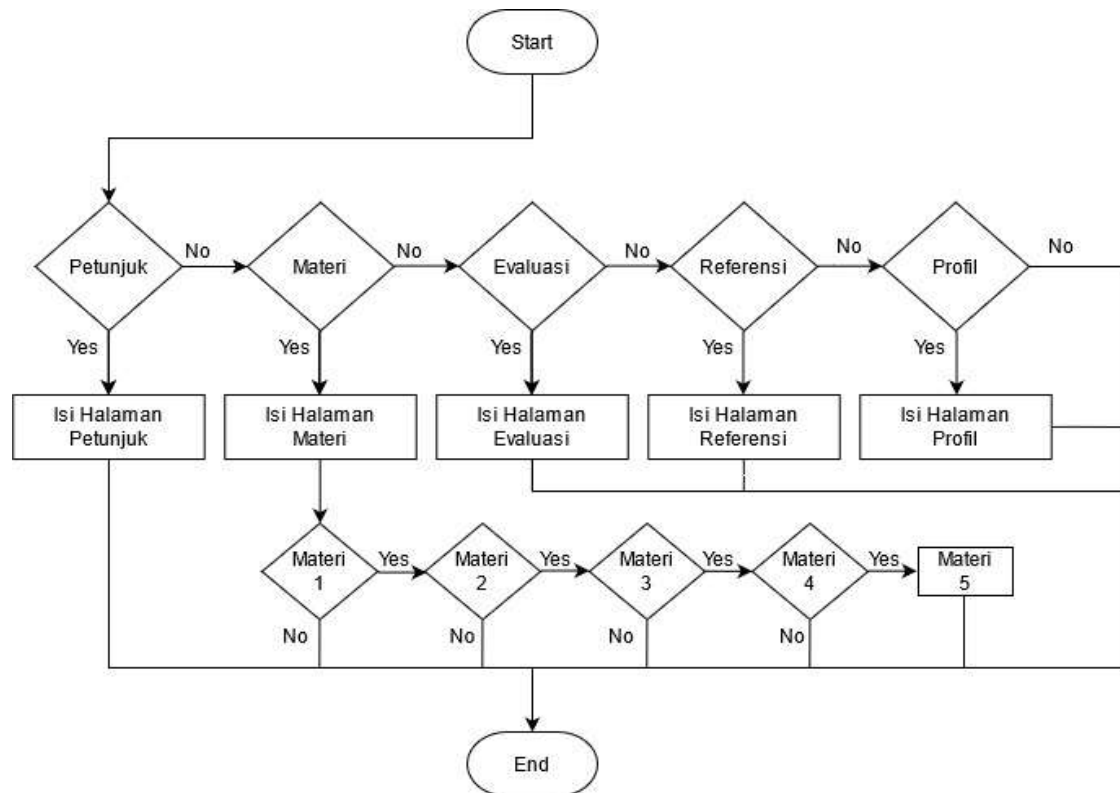 Start
Petunjuk
No
Materi
No
Evaluasi
No
Referensi
No
Profil
No
Yes
Yes
Yes
Yes
Yes
Isi Halaman
Petunjuk
Isi Halaman
Materi
Isi Halaman
Evaluasi
Isi Halaman
Referensi
Isi Halaman
Profil
Materi
1
Yes
Materi
2
Yes
Materi
3
Yes
Materi
4
Yes
Materi
5
No
No
No
No
End